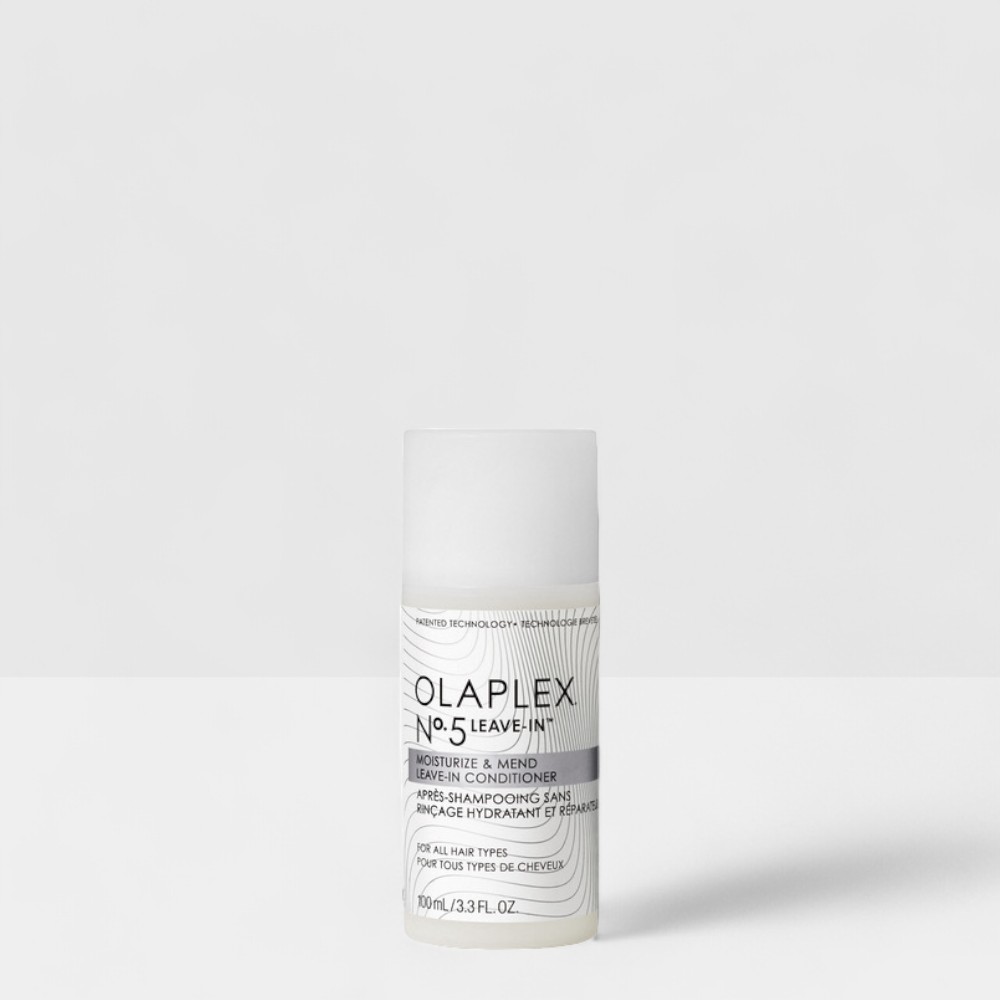 PATENTED TECHNOLOGY• TECHNOLOGIE
OLAPLEX
Nº.5 LEAVE-IN™
MOISTURIZE & MEND
LEAVE-IN CONDITIONER
APRÈS-SHAMPOOING SANS
RINÇAGE HYDRATANT ET
FOR ALL HAIR TYPES
POUR TOUS TYPES DE CHEVEUX
100 mL / 3.3 FL. OZ.